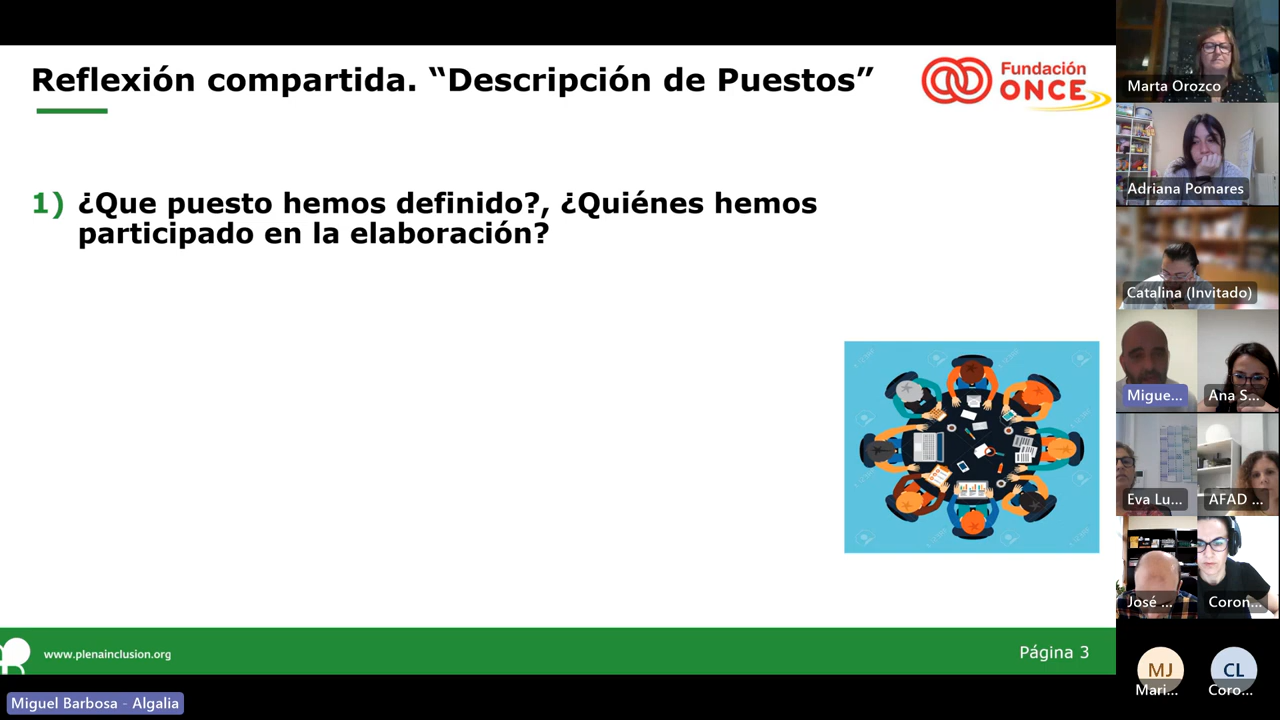 Reflexión compartida. “Descripción de Puestos”
Fundación
ONCE
1) ¿Que puesto hemos definido?, ¿Quiénes hemos
participado en la elaboración?
www.plenainclusion.org
Página 3
Miguel Barbosa - Algalia
Marta Orozco
Adriana Pomares
Catalina (Invitado)
Migue...
Ana S...
Eva Lu...
AFAD ...
José ...
Coron...
MJ
CL
Mari...
Coro...